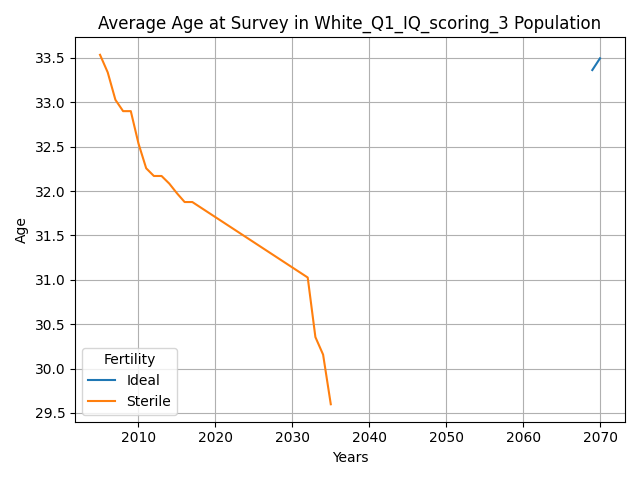 Average Age at Survey in White_Q1_IQ_scoring_3 Population
Age
33.5
33.0
32.5
32.0
31.5
31.0
30.5
30.0
29.5
Fertility
Ideal
Sterile
2010 2020 2030 2040 2050 2060 2070
Years